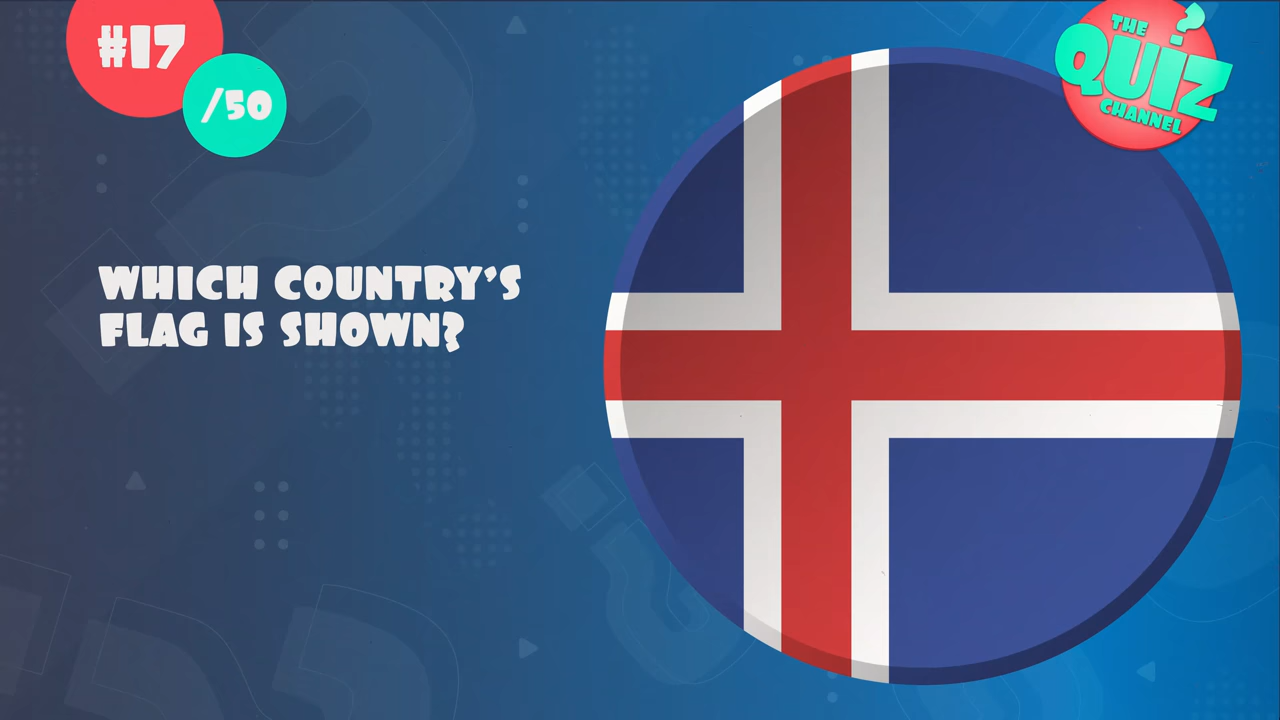 #17
/50
THE
QUIZ
CHANNEL
WHICH COUNTRY'S
FLAG IS SHOWN?